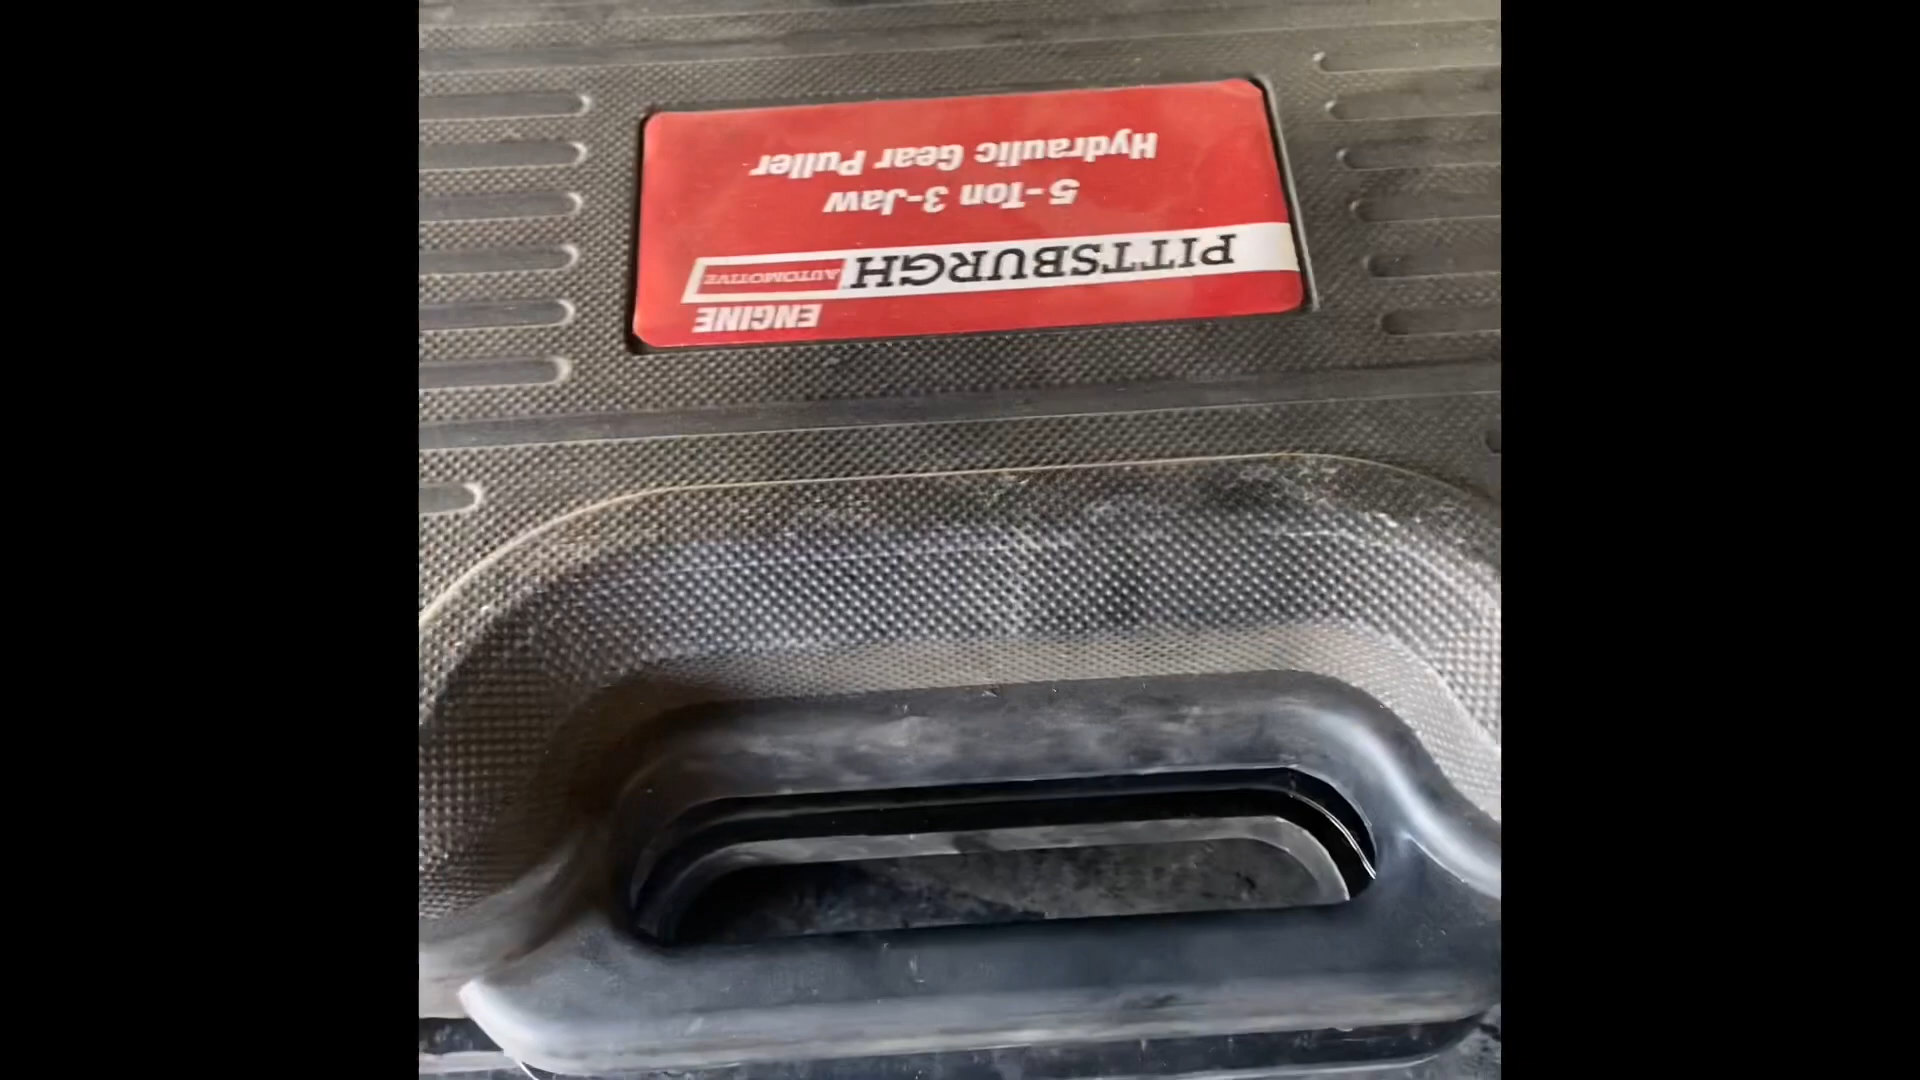 ENGINE
PITTSBURGH AUTOMOTIVE
5-Ton 3-Jaw
Hydraulic Gear Puller